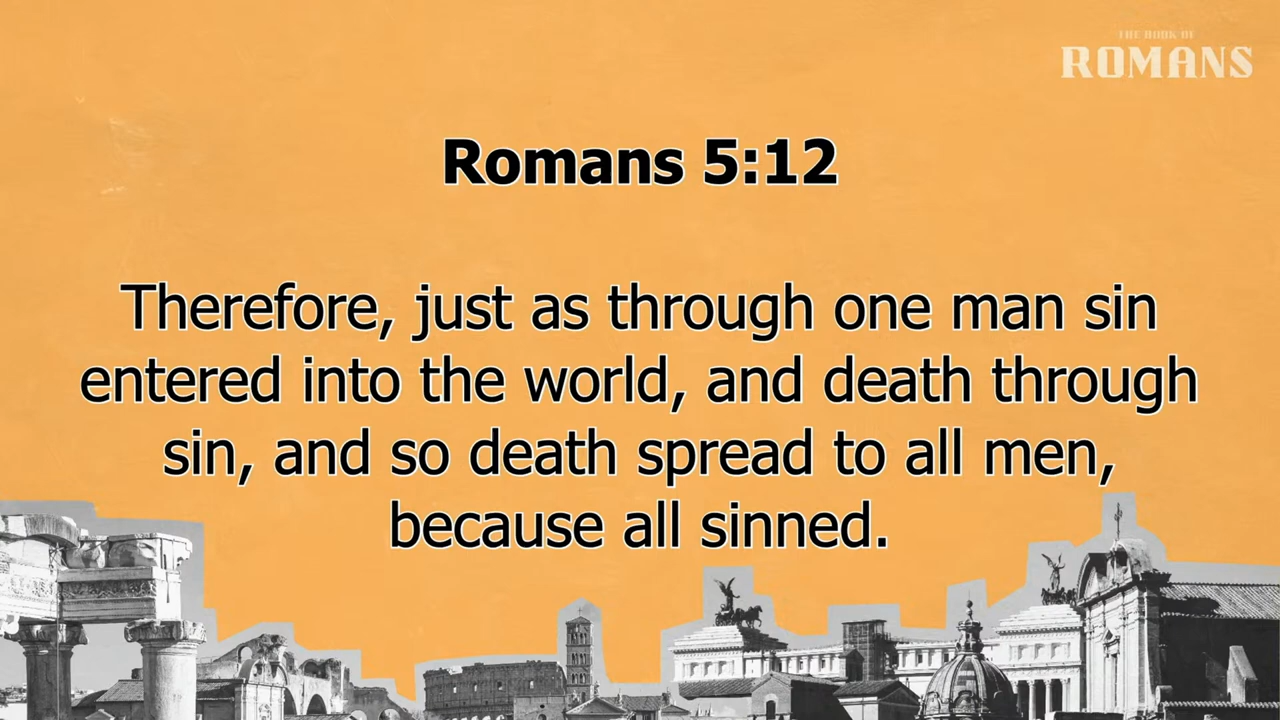 THE BOOK OF
ROMANS
Romans 5:12
Therefore, just as through one man sin
entered into the world, and death through
sin, and so death spread to all men,
because all sinned.